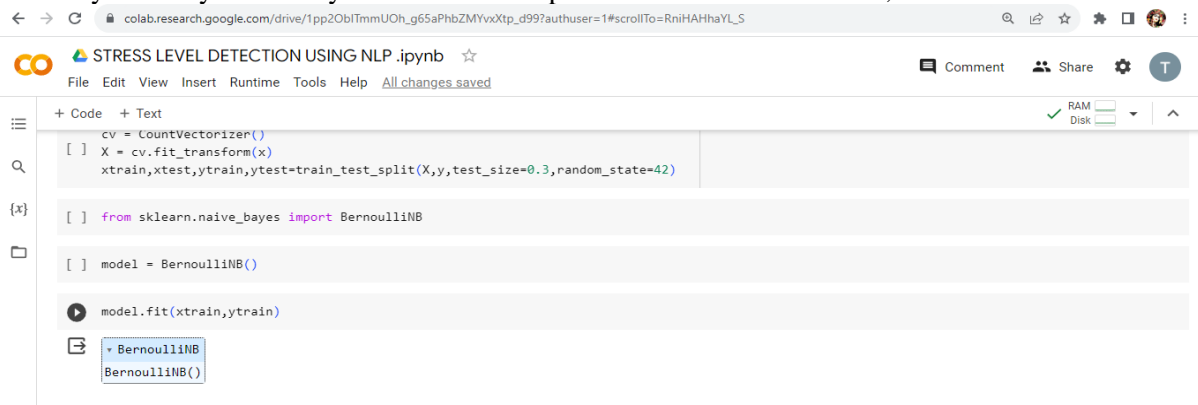 colab.research.google.com/drive/1pp2OblTmmUOh_g65aPhbZMYvxXtp_d99?authuser=1#scrollTo=RniHAHhaYL_S
CO STRESS LEVEL DETECTION USING NLP .ipynb
Comment Share T
File Edit View Insert Runtime Tools Help All changes saved
+ Code + Text
RAM
Disk
cv = CountVectorizer()
[ ] X = cv.fit_transform(x)
xtrain,xtest,ytrain,ytest=train_test_split(X,y,test_size=0.3,random_state=42)
{x}
[ ] from sklearn.naive_bayes import BernoulliNB
[ ] model = BernoulliNB()
model.fit(xtrain,ytrain)
BernoulliNB
BernoulliNB()